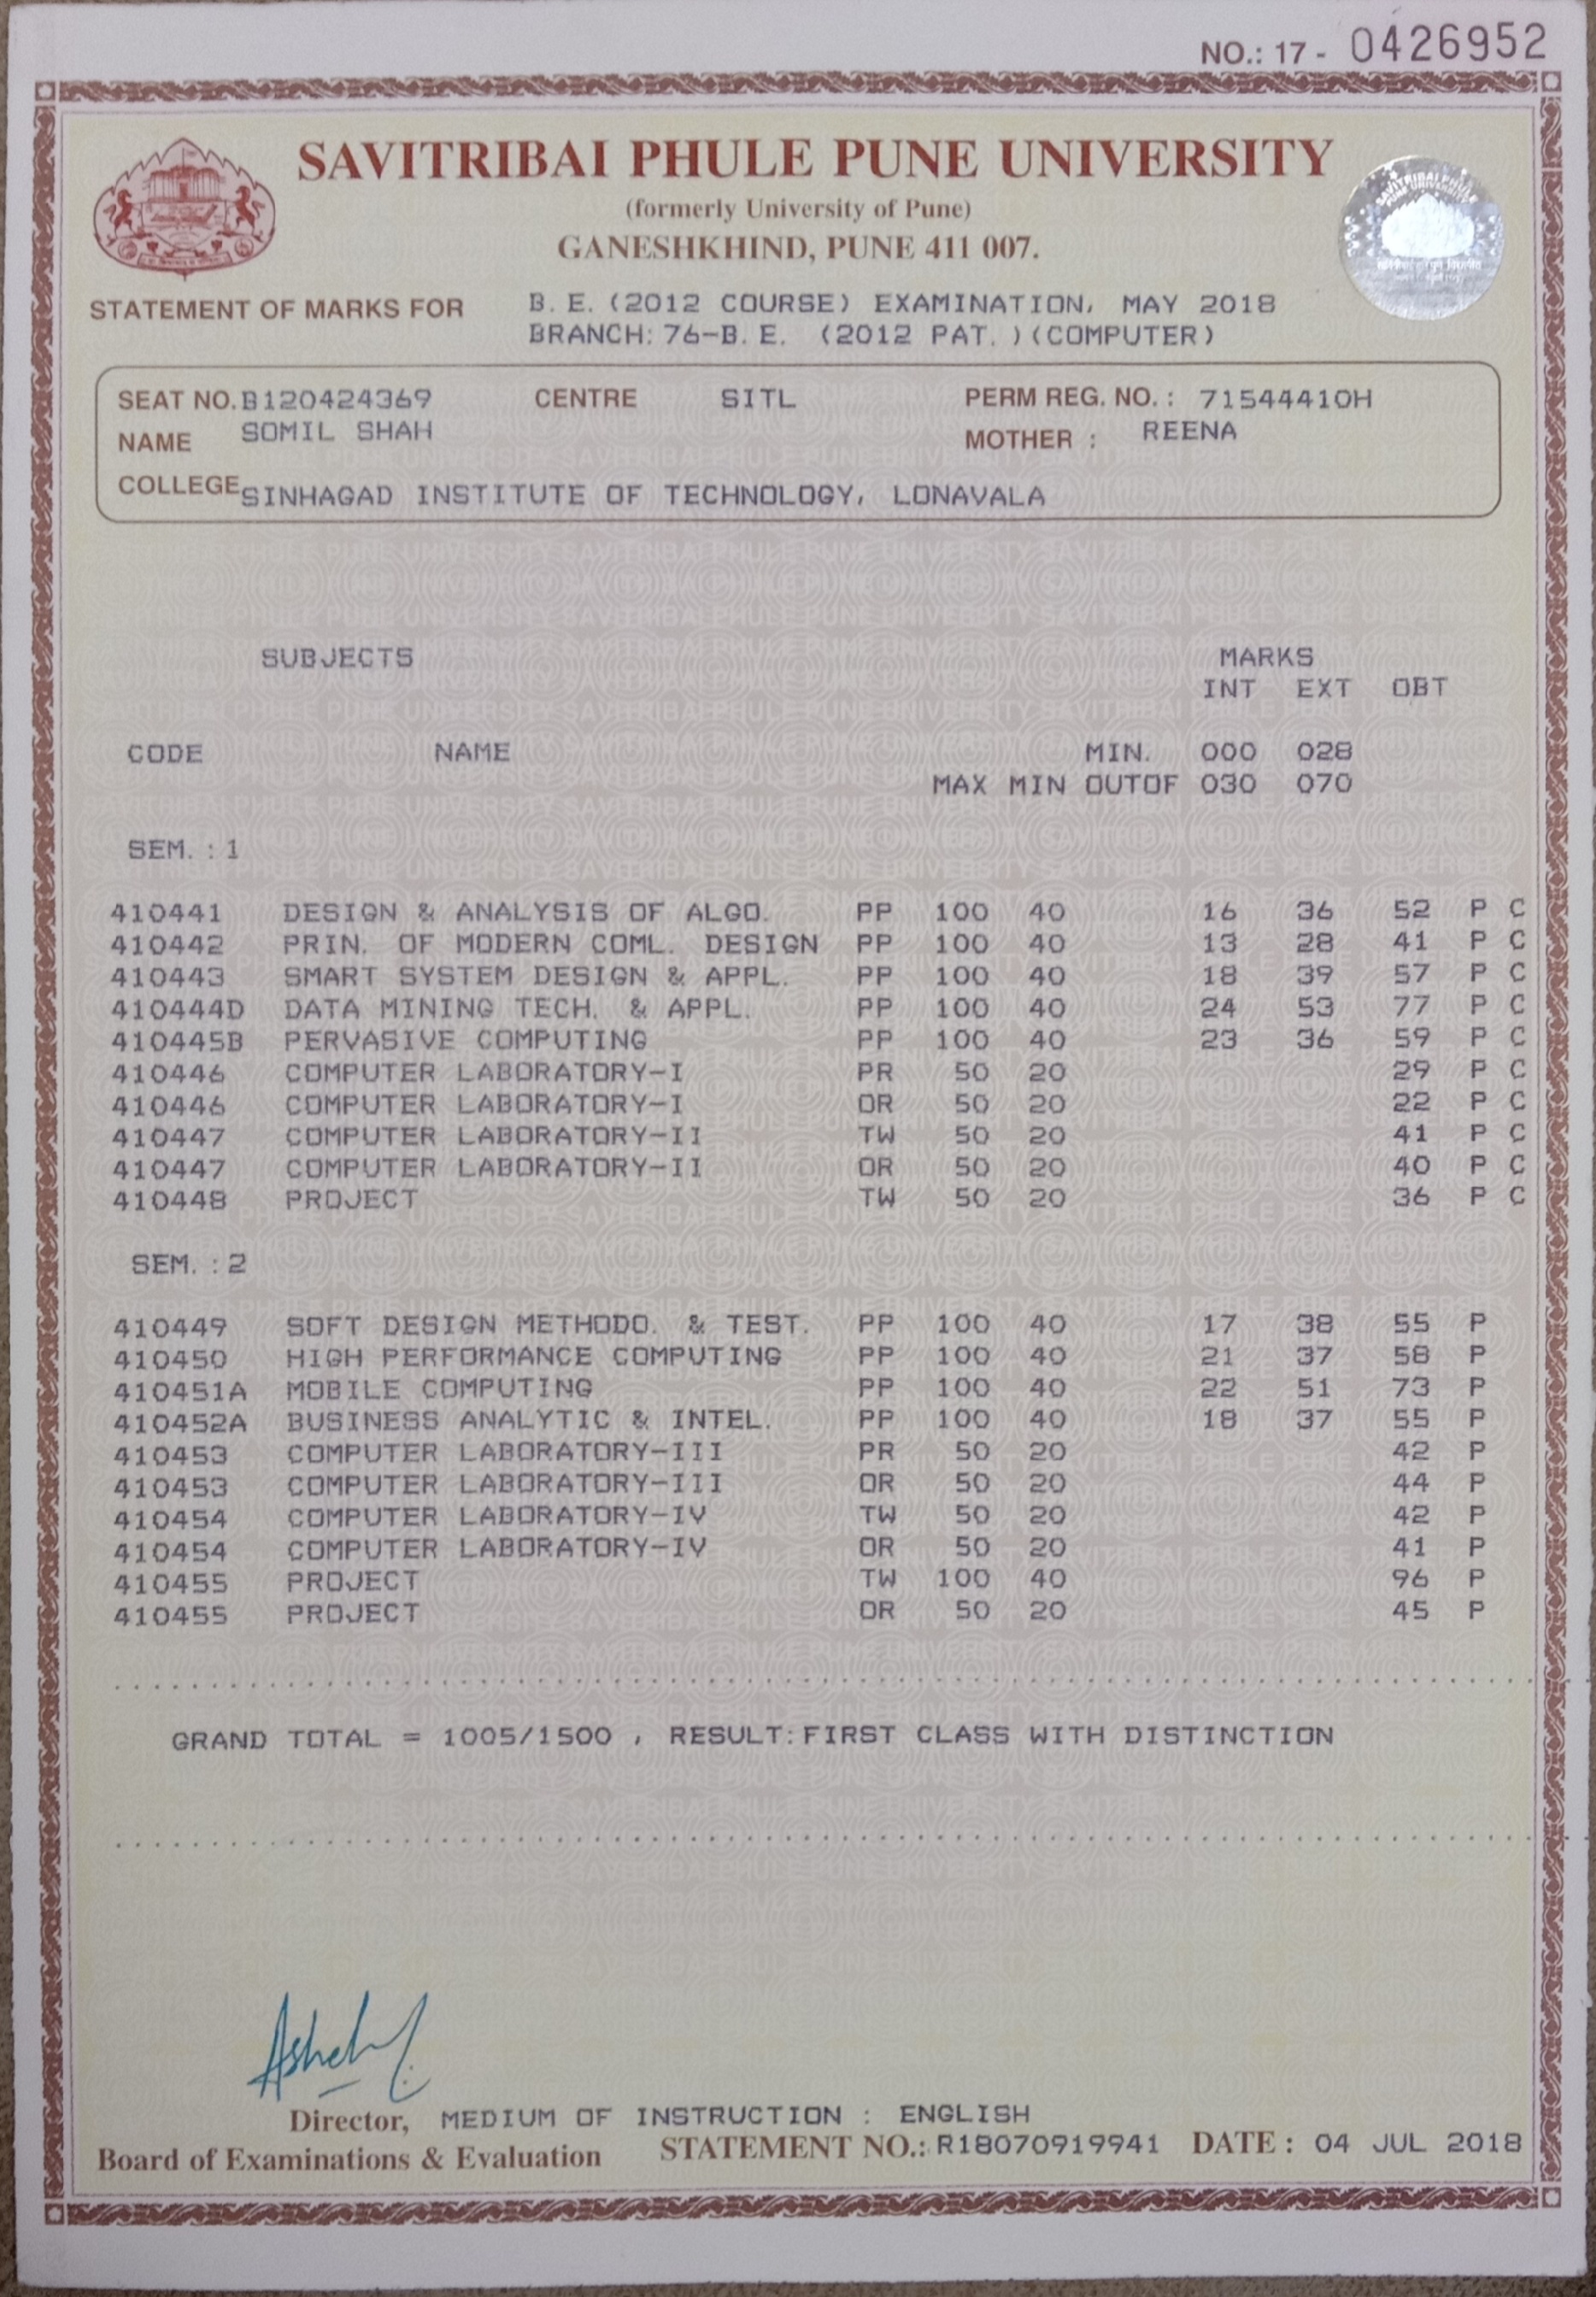 NO.: 17 - 0426952
SAVITRIBAI PHULE PUNE UNIVERSITY
(formerly University of Pune)
GANESHKHIND, PUNE 411 007.
STATEMENT OF MARKS FOR B. E. (2012 COURSE) EXAMINATION, MAY 2018
BRANCH: 76-B. E. (2012 PAT. )(COMPUTER)
SEAT NO. B120424369 CENTRE SITL PERM REG. NO. : 71544410H
NAME SOMIL SHAH MOTHER : REENA
COLLEGE SINHAGAD INSTITUTE OF TECHNOLOGY, LONAVALA
SUBJECTS MARKS
INT EXT OBT
CODE NAME MIN. 000 028
MAX MIN OUTOF 030 070
SEM. : 1
410441 DESIGN & ANALYSIS OF ALGO. PP 100 40 16 36 52 P C
410442 PRIN. OF MODERN COML. DESIGN PP 100 40 13 28 41 P C
410443 SMART SYSTEM DESIGN & APPL. PP 100 40 18 39 57 P C
410444D DATA MINING TECH. & APPL. PP 100 40 24 53 77 P C
410445B PERVASIVE COMPUTING PP 100 40 23 36 59 P C
410446 COMPUTER LABORATORY-I PR 50 20 29 P C
410446 COMPUTER LABORATORY-I OR 50 20 22 P C
410447 COMPUTER LABORATORY-II TW 50 20 41 P C
410447 COMPUTER LABORATORY-II OR 50 20 40 P C
410448 PROJECT TW 50 20 36 P C
SEM. : 2
410449 SOFT DESIGN METHODO. & TEST. PP 100 40 17 38 55 P
410450 HIGH PERFORMANCE COMPUTING PP 100 40 21 37 58 P
410451A MOBILE COMPUTING PP 100 40 22 51 73 P
410452A BUSINESS ANALYTIC & INTEL. PP 100 40 18 37 55 P
410453 COMPUTER LABORATORY-III PR 50 20 42 P
410453 COMPUTER LABORATORY-III OR 50 20 44 P
410454 COMPUTER LABORATORY-IV TW 50 20 42 P
410454 COMPUTER LABORATORY-IV OR 50 20 41 P
410455 PROJECT TW 100 40 96 P
410455 PROJECT OR 50 20 45 P
GRAND TOTAL = 1005/1500 , RESULT: FIRST CLASS WITH DISTINCTION
Director, MEDIUM OF INSTRUCTION : ENGLISH
Board of Examinations & Evaluation STATEMENT NO.: R18070919941 DATE : 04 JUL 2018